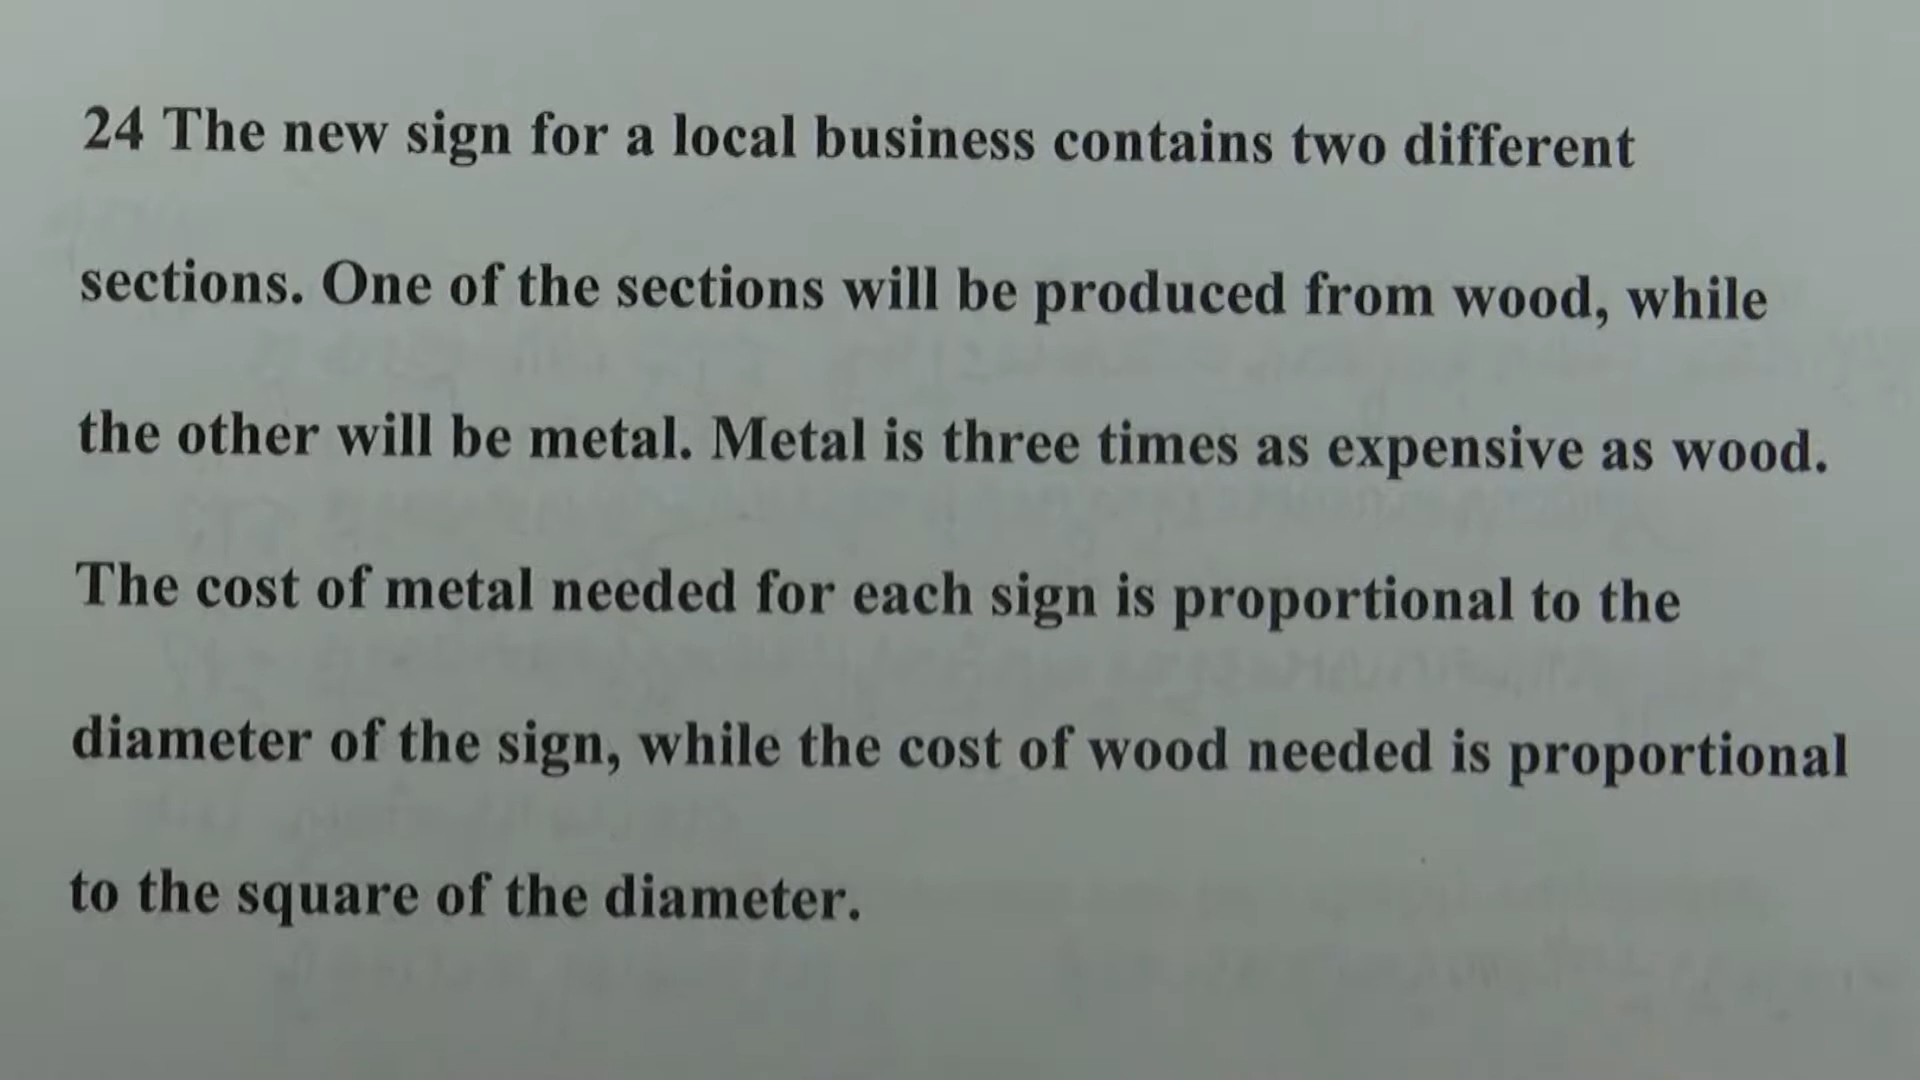 24 The new sign for a local business contains two different
sections. One of the sections will be produced from wood, while
the other will be metal. Metal is three times as expensive as wood.
The cost of metal needed for each sign is proportional to the
diameter of the sign, while the cost of wood needed is proportional
to the square of the diameter.